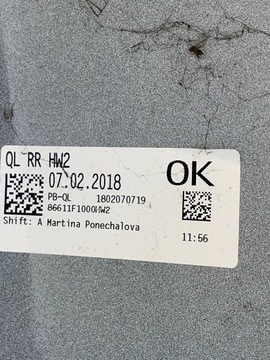 QL RR HW2
OK
07.02.2018
PB-QL 1802070719
86611F1000HW2
Shift: A Martina Ponechalova
11:56